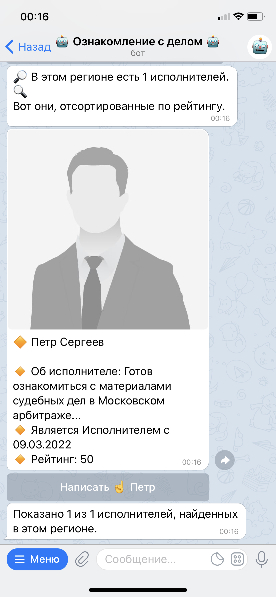 00:16
Назад
🤖 Ознакомление с делом 🤖
бот
🔎 В этом регионе есть 1 исполнителей.
🔍
Вот они, отсортированные по рейтингу.
00:16
🔸 Петр Сергеев
🔸 Об исполнителе: Готов
ознакомиться с материалами
судебных дел в Московском
арбитраже...
🔸 Является Исполнителем с
09.03.2022
🔸 Рейтинг: 50
00:16
Написать ☝ Петр
Показано 1 из 1 исполнителей, найденных
в этом регионе.
00:16
Меню
Сообщение...